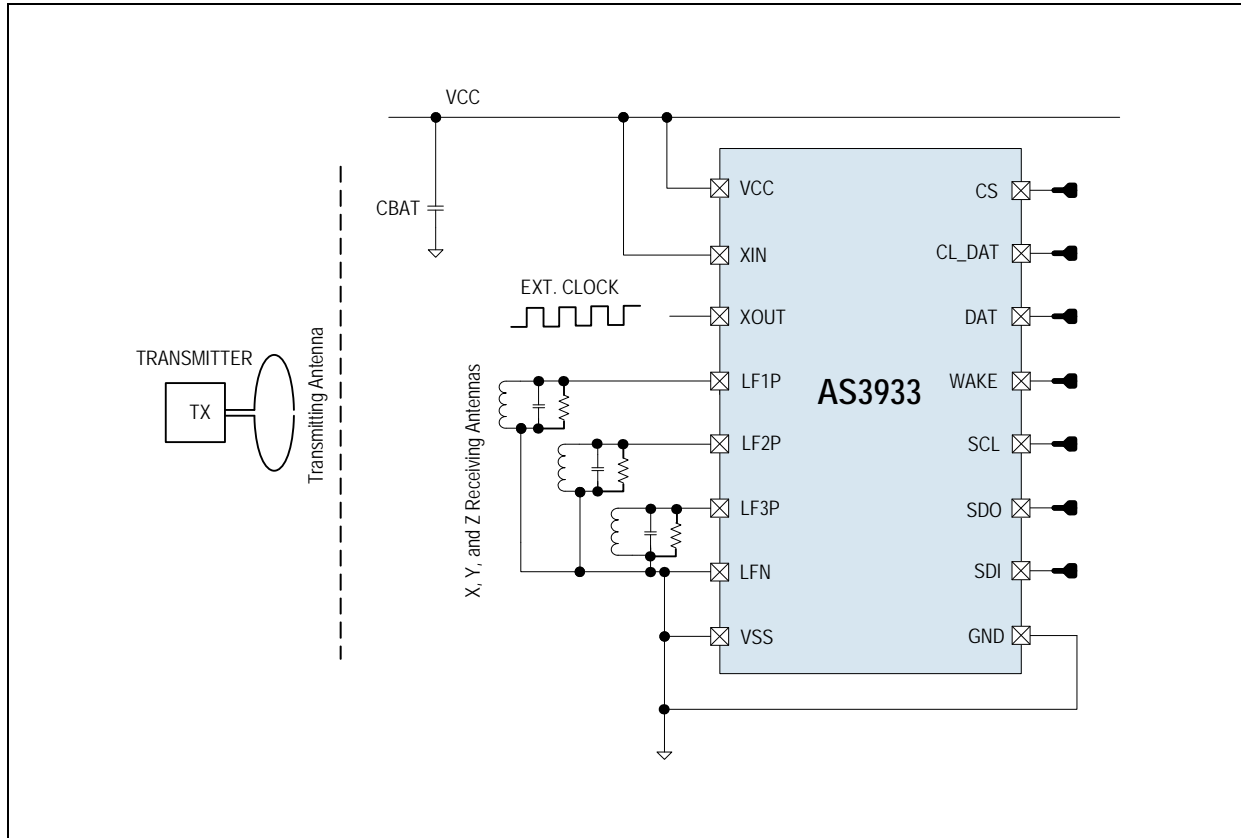 VCC
CBAT
EXT. CLOCK
TRANSMITTER
TX
Transmitting Antenna
X, Y, and Z Receiving Antennas
AS3933
VCC
XIN
XOUT
LF1P
LF2P
LF3P
LFN
VSS
CS
CL_DAT
DAT
WAKE
SCL
SDO
SDI
GND